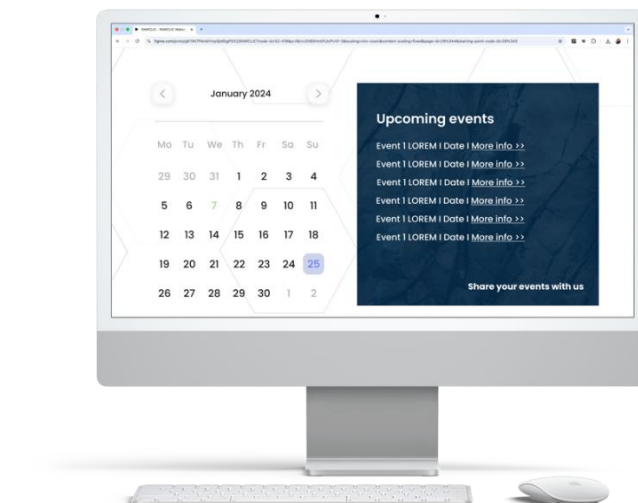 January 2024
Mo Tu We Th Fr Sa Su
29 30 31 1 2 3 4
5 6 7 8 9 10 11
12 13 14 15 16 17 18
19 20 21 22 23 24 25
26 27 28 29 30 1 2
Upcoming events
Event 1 LOREM I Date I More info >>
Event 1 LOREM I Date I More info >>
Event 1 LOREM I Date I More info >>
Event 1 LOREM I Date I More info >>
Event 1 LOREM I Date I More info >>
Event 1 LOREM I Date I More info >>
Share your events with us